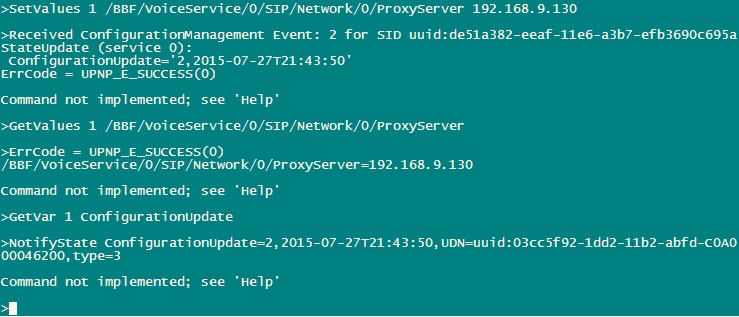 >SetValues 1 /BBF/VoiceService/0/SIP/Network/0/ProxyServer 192.168.9.130
>Received ConfigurationManagement Event: 2 for SID uuid:de51a382-eeaf-11e6-a3b7-efb3690c695a
StateUpdate (service 0):
 ConfigurationUpdate='2,2015-07-27T21:43:50'
ErrCode = UPNP_E_SUCCESS(0)
Command not implemented; see 'Help'
>GetValues 1 /BBF/VoiceService/0/SIP/Network/0/ProxyServer
>ErrCode = UPNP_E_SUCCESS(0)
/BBF/VoiceService/0/SIP/Network/0/ProxyServer=192.168.9.130
Command not implemented; see 'Help'
>GetVar 1 ConfigurationUpdate
>NotifyState ConfigurationUpdate=2,2015-07-27T21:43:50,UDN=uuid:03cc5f92-1dd2-11b2-abfd-C0A0
00046200,type=3
Command not implemented; see 'Help'
>